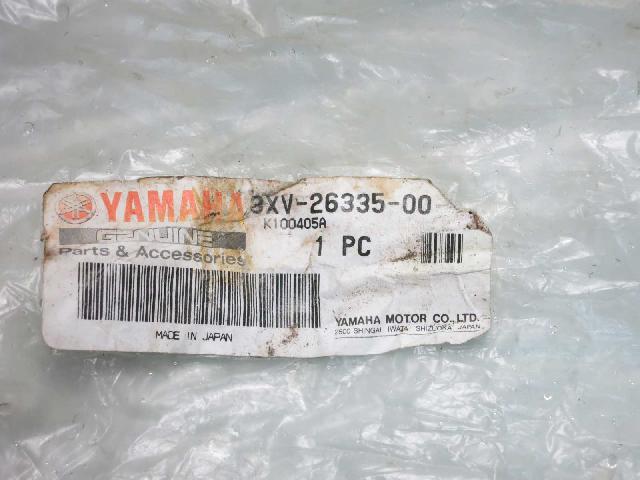 YAMAHA 3XV-26335-00
K100405A
GENUINE
Parts & Accessories
1 PC
MADE IN JAPAN
YAMAHA MOTOR CO.,LTD.
2500 SHINGAI IWATA SHIZUOKA JAPAN